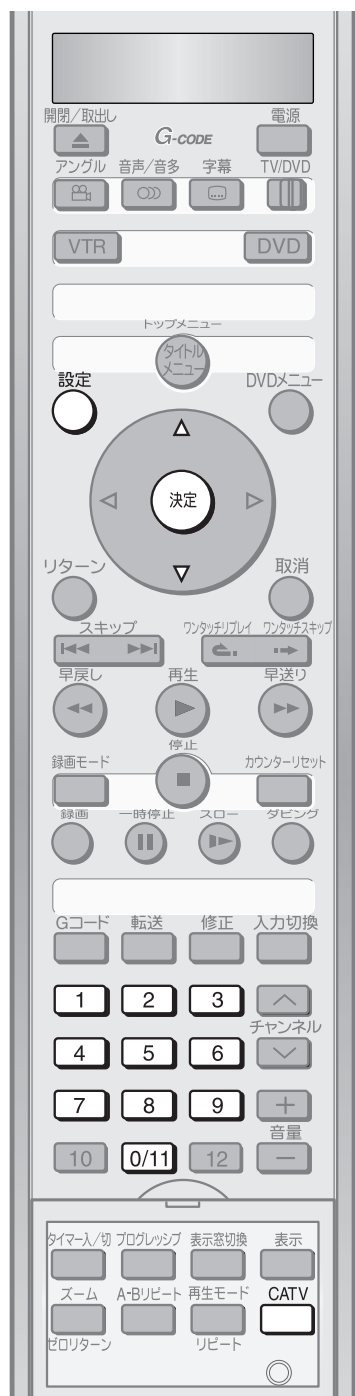 開閉/取出し 電源
G-CODE
アングル 音声/音多 字幕 TV/DVD
VTR DVD
トップメニュー
タイトル
メニュー
設定 DVDメニュー
決定
リターン 取消
スキップ ワンタッチリプレイ ワンタッチスキップ
早戻し 再生 早送り
停止
録画モード カウンターリセット
録画 一時停止 スロー ダビング
Gコード 転送 修正 入力切換
1 2 3
チャンネル
4 5 6
7 8 9 +
音量
10 0/11 12 −
タイマー入/切 プログレッシブ 表示窓切換 表示
ズーム A-Bリピート 再生モード CATV
ゼロリターン リピート